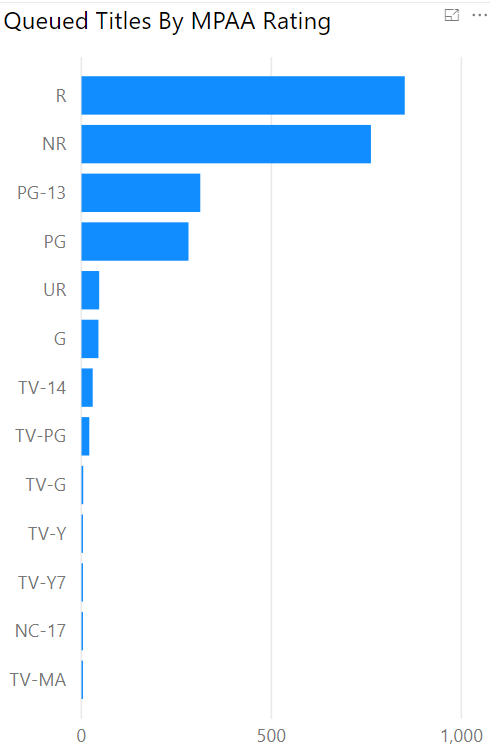 Queued Titles By MPAA Rating
R
NR
PG-13
PG
UR
G
TV-14
TV-PG
TV-G
TV-Y
TV-Y7
NC-17
TV-MA
0 500 1,000